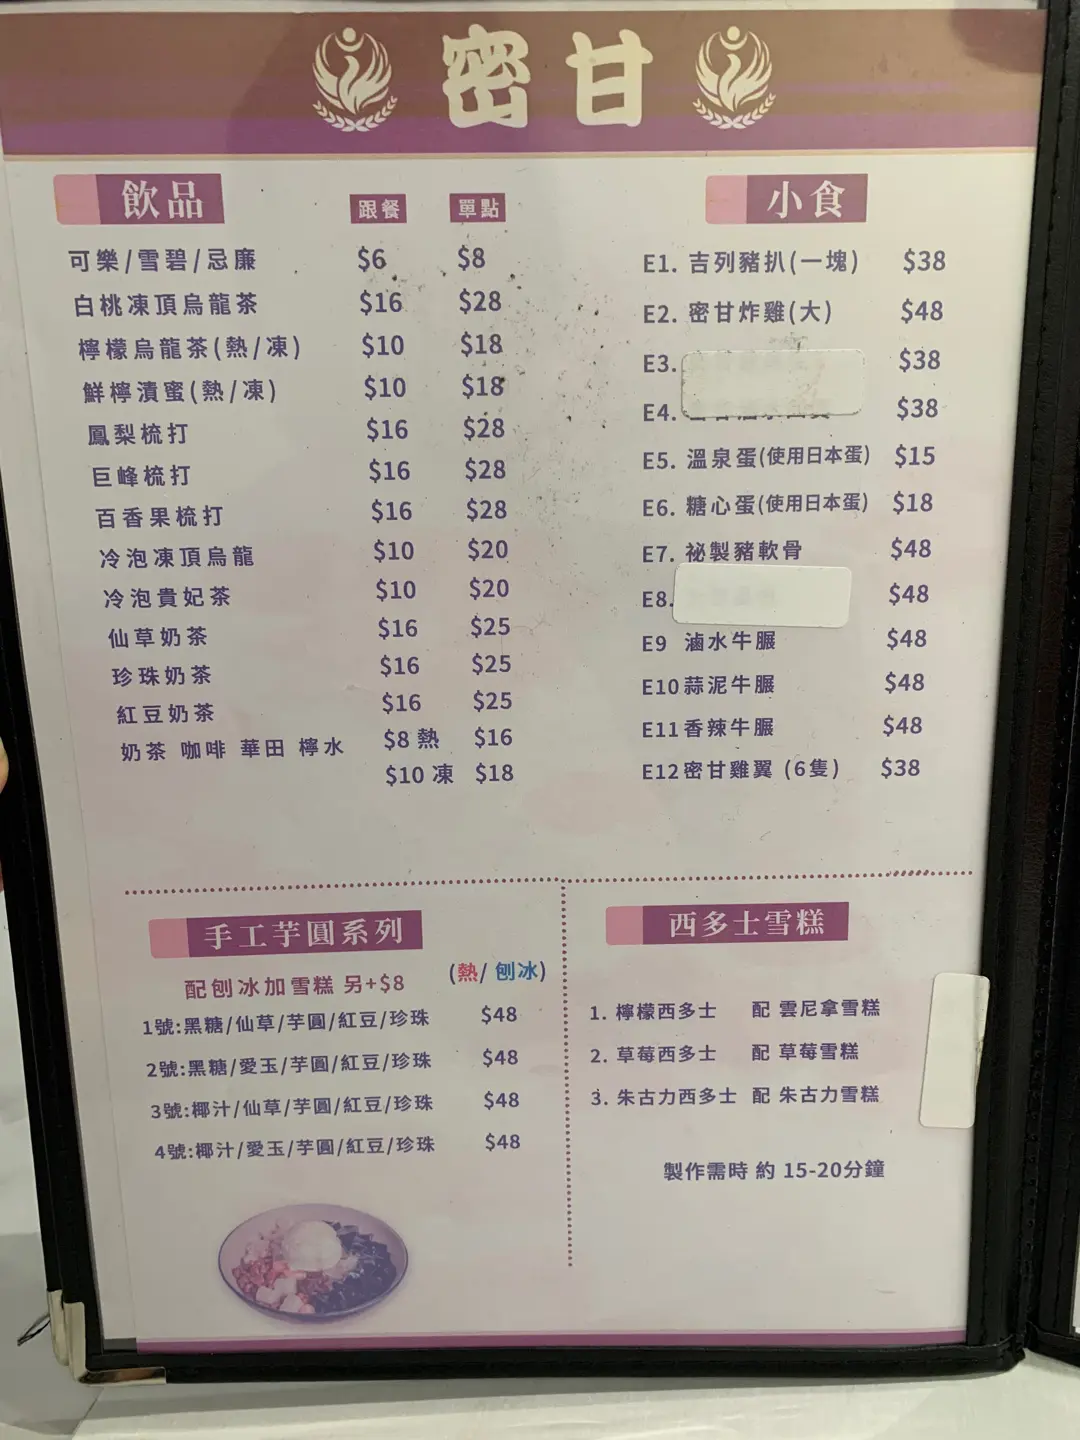 密甘
飲品 跟餐 單點
可樂/雪碧/忌廉 $6 $8
白桃凍頂烏龍茶 $16 $28
檸檬烏龍茶(熱/凍) $10 $18
鮮檸漬蜜(熱/凍) $10 $18
鳳梨梳打 $16 $28
巨峰梳打 $16 $28
百香果梳打 $16 $28
冷泡凍頂烏龍 $10 $20
冷泡貴妃茶 $10 $20
仙草奶茶 $16 $25
珍珠奶茶 $16 $25
紅豆奶茶 $16 $25
奶茶 咖啡 華田 檸水 $8 熱 $16
$10 凍 $18
小食
E1. 吉列豬扒(一塊) $38
E2. 密甘炸雞(大) $48
E3. $38
E4. $38
E5. 溫泉蛋(使用日本蛋) $15
E6. 糖心蛋(使用日本蛋) $18
E7. 祕製豬軟骨 $48
E8. $48
E9 滷水牛𦟌 $48
E10 蒜泥牛𦟌 $48
E11 香辣牛𦟌 $48
E12 密甘雞翼 (6隻) $38
手工芋圓系列
配刨冰加雪糕 另+$8 (熱/刨冰)
1號:黑糖/仙草/芋圓/紅豆/珍珠 $48
2號:黑糖/愛玉/芋圓/紅豆/珍珠 $48
3號:椰汁/仙草/芋圓/紅豆/珍珠 $48
4號:椰汁/愛玉/芋圓/紅豆/珍珠 $48
西多士雪糕
1. 檸檬西多士 配 雲尼拿雪糕
2. 草莓西多士 配 草莓雪糕
3. 朱古力西多士 配 朱古力雪糕
製作需時 約 15-20分鐘